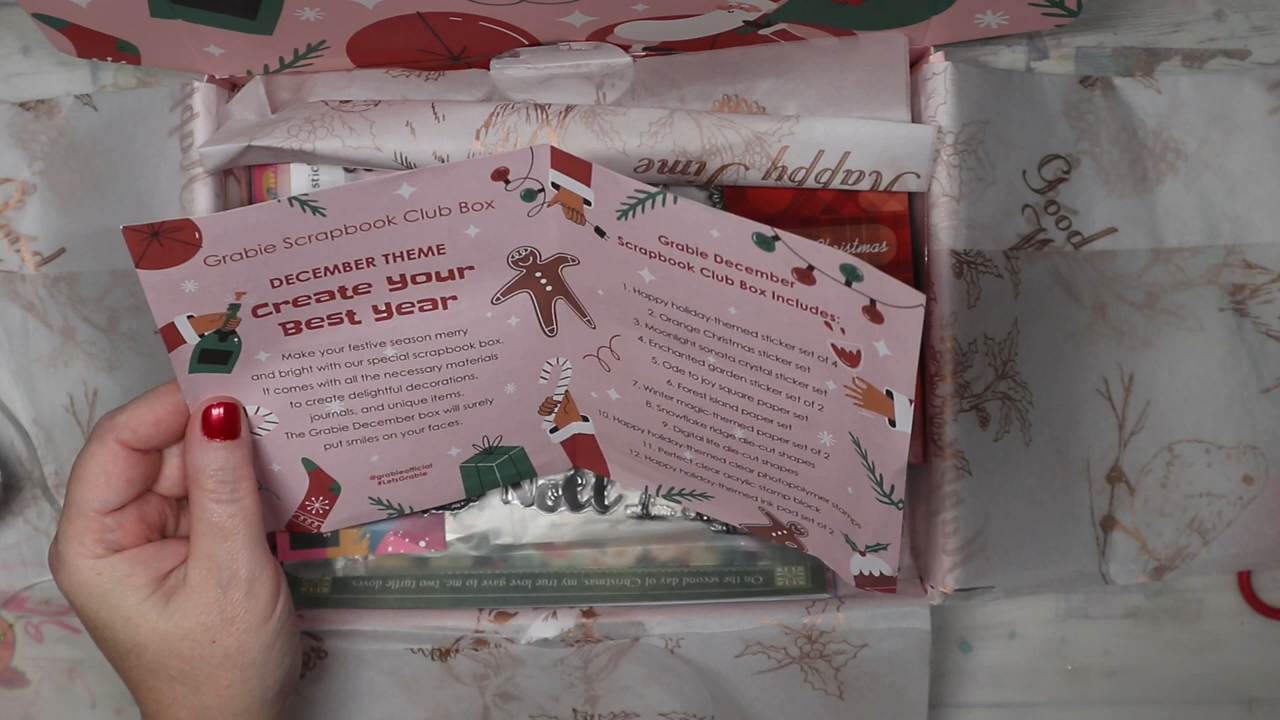 Happy Time
Good
stic
Christmas
Grabie Scrapbook Club Box
DECEMBER THEME
Create Your
Best Year
Make your festive season merry
and bright with our special scrapbook box.
It comes with all the necessary materials
to create delightful decorations,
journals, and unique items.
The Grabie December box will surely
put smiles on your faces.
@grabieofficial
#LetsGrabie
Grabie December
Scrapbook Club Box Includes:
1. Happy holiday-themed sticker set of 4
2. Orange Christmas sticker set
3. Moonlight sonata crystal sticker set
4. Enchanted garden sticker set of 2
5. Ode to joy square paper set
6. Forest island paper set
7. Winter magic-themed paper set of 2
8. Snowflake ridge die-cut shapes
9. Digital life die-cut shapes
10. Happy holiday-themed clear photopolymer stamps
11. Perfect clear acrylic stamp block
12. Happy holiday-themed ink pad set of 2
Noel
On the second day of Christmas, my true love gave to me, two turtle doves